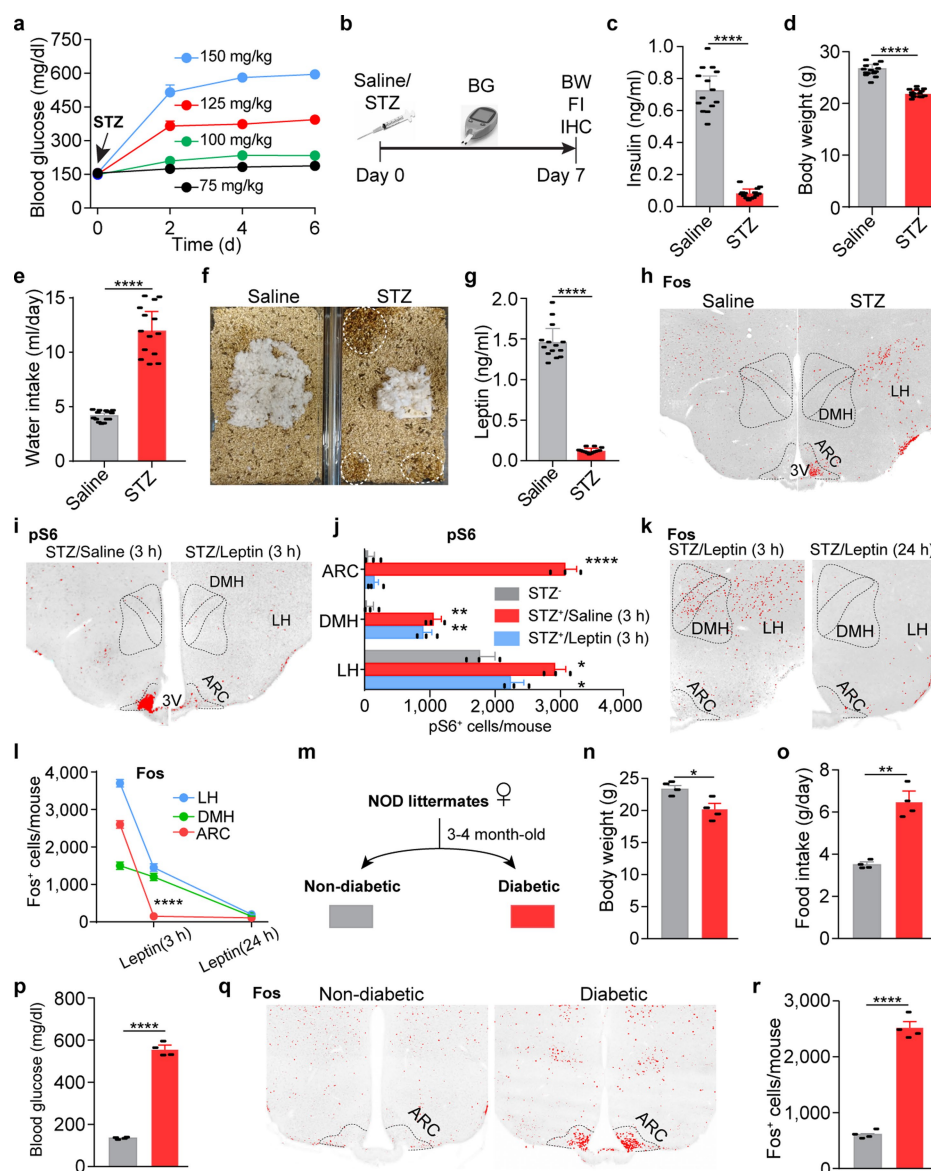 a
Blood glucose (mg/dl)
750
600
450
300
150
0
150 mg/kg
125 mg/kg
100 mg/kg
75 mg/kg
STZ
0 2 4 6
Time (d)
b
Saline/
STZ
BG
BW
FI
IHC
Day 0
Day 7
c
Insulin (ng/ml)
1.0
0.8
0.6
0.4
0.2
0.0
****
Saline
STZ
d
Body weight (g)
30
20
10
0
****
Saline
STZ
e
Water intake (ml/day)
15
10
5
0
****
Saline
STZ
f
Saline STZ
g
Leptin (ng/ml)
2.0
1.5
1.0
0.5
0.0
****
Saline
STZ
h Fos
Saline STZ
LH
DMH
ARC
3V
i
pS6
STZ/Saline (3 h) STZ/Leptin (3 h)
DMH
LH
ARC
3V
j
pS6
ARC
DMH
LH
****
**
**
*
*
STZ-
STZ+/Saline (3 h)
STZ+/Leptin (3 h)
0 1,000 2,000 3,000 4,000
pS6+ cells/mouse
k
Fos
STZ/Leptin (3 h) STZ/Leptin (24 h)
DMH LH
ARC
DMH LH
ARC
l
Fos
Fos+ cells/mouse
4,000
3,000
2,000
1,000
0
LH
DMH
ARC
****
Leptin(3 h)
Leptin(24 h)
m
NOD littermates ♀
3-4 month-old
Non-diabetic
Diabetic
n
Body weight (g)
25
20
15
10
5
0
*
o
Food intake (g/day)
8
6
4
2
0
**
p
Blood glucose (mg/dl)
800
600
400
200
0
****
q Fos
Non-diabetic Diabetic
ARC
ARC
r
Fos+ cells/mouse
3,000
2,000
1,000
0
****